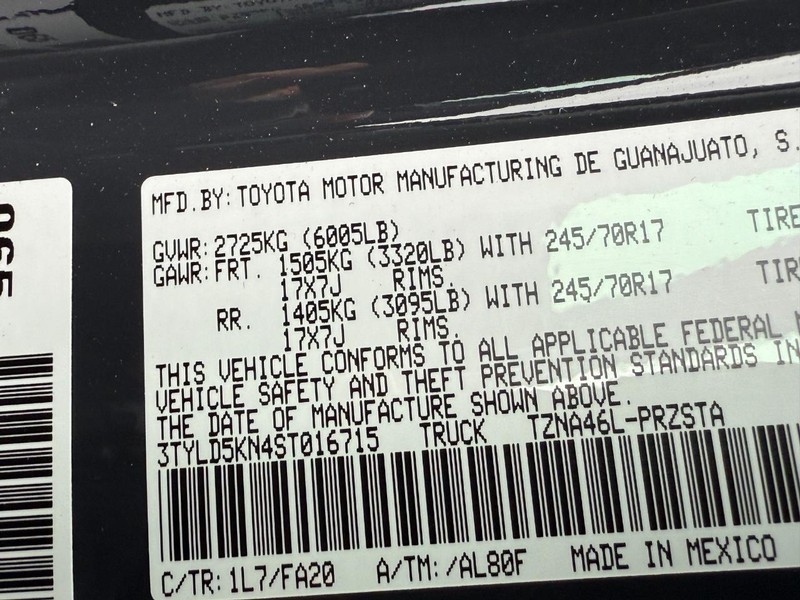 MFD.BY:TOYOTA MOTOR MANUFACTURING DE GUANAJUATO, S.
GVWR:2725KG (6005LB)
GAWR:FRT. 1505KG (3320LB) WITH 245/70R17 TIRE
17X7J RIMS.
RR. 1405KG (3095LB) WITH 245/70R17 TIR
17X7J RIMS.
THIS VEHICLE CONFORMS TO ALL APPLICABLE FEDERAL
VEHICLE SAFETY AND THEFT PREVENTION STANDARDS IN
THE DATE OF MANUFACTURE SHOWN ABOVE.
3TYLD5KN4ST016715 TRUCK TZNA46L-PRZSTA
C/TR:1L7/FA20 A/TM:/AL80F MADE IN MEXICO
065